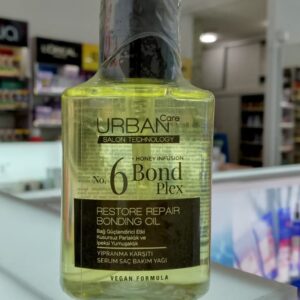 URBAN Care
SALON TECHNOLOGY
HONEY INFUSION
No. 6 Bond
Plex
RESTORE REPAIR
BONDING OIL
Bağ Güçlendirici Etki
Kusursuz Parlaklık ve
İpeksi Yumuşaklık
YIPRANMA KARŞITI
SERUM SAÇ BAKIM YAĞI
VEGAN FORMULA